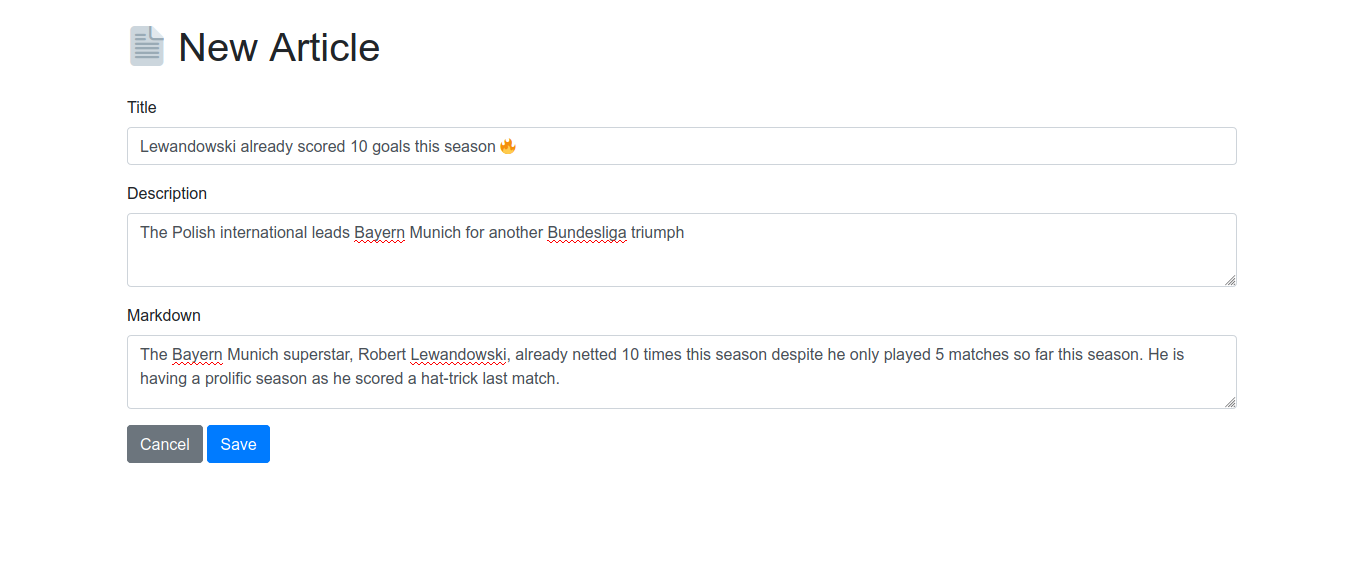 📄 New Article
Title
Lewandowski already scored 10 goals this season 🔥
Description
The Polish international leads Bayern Munich for another Bundesliga triumph
Markdown
The Bayern Munich superstar, Robert Lewandowski, already netted 10 times this season despite he only played 5 matches so far this season. He is
having a prolific season as he scored a hat-trick last match.
Cancel Save